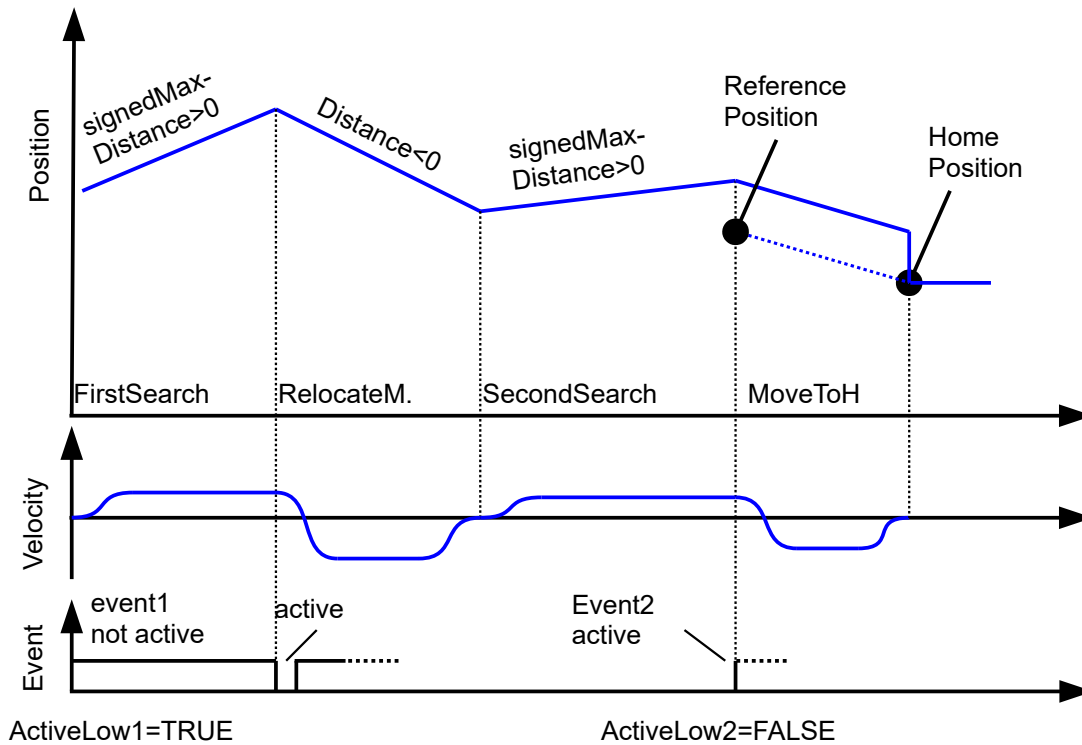 Position
signedMax-
Distance>0
Distance<0
signedMax-
Distance>0
Reference
Position
Home
Position
FirstSearch
RelocateM.
SecondSearch
MoveToH
Velocity
Event
event1
not active
active
Event2
active
ActiveLow1=TRUE
ActiveLow2=FALSE